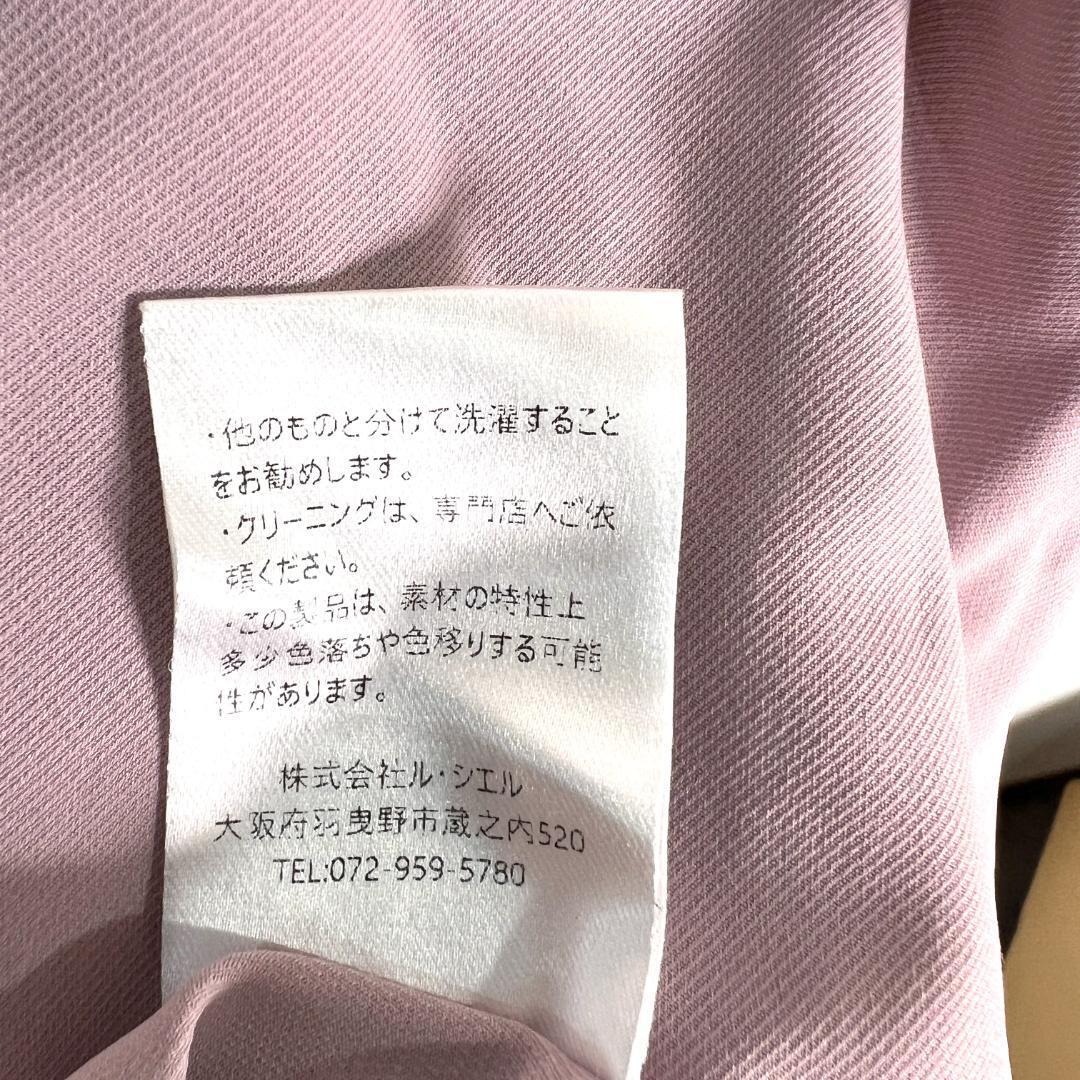 ・他のものと分けて洗濯すること
をお勧めします。
・クリーニングは、専門店へご依
頼ください。
・この製品は、素材の特性上
多少色落ちや色移りする可能
性があります。
株式会社ル・シエル
大阪府羽曳野市蔵之内520
TEL:072-959-5780